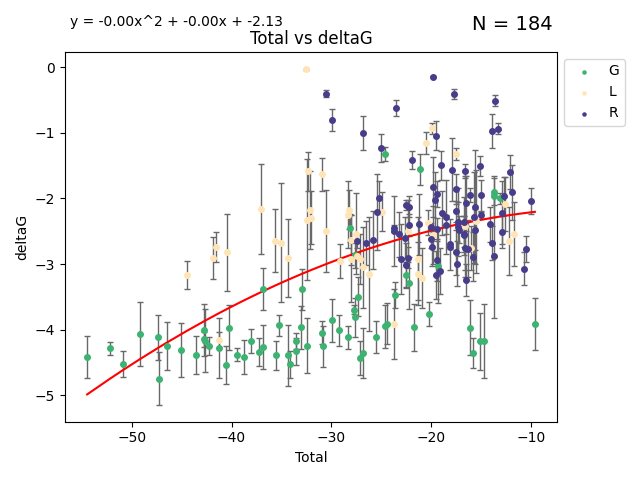 y = -0.00x^2 + -0.00x + -2.13
N = 184
Total vs deltaG
G
L
R
deltaG
0
−1
−2
−3
−4
−5
−50
−40
−30
−20
−10
Total